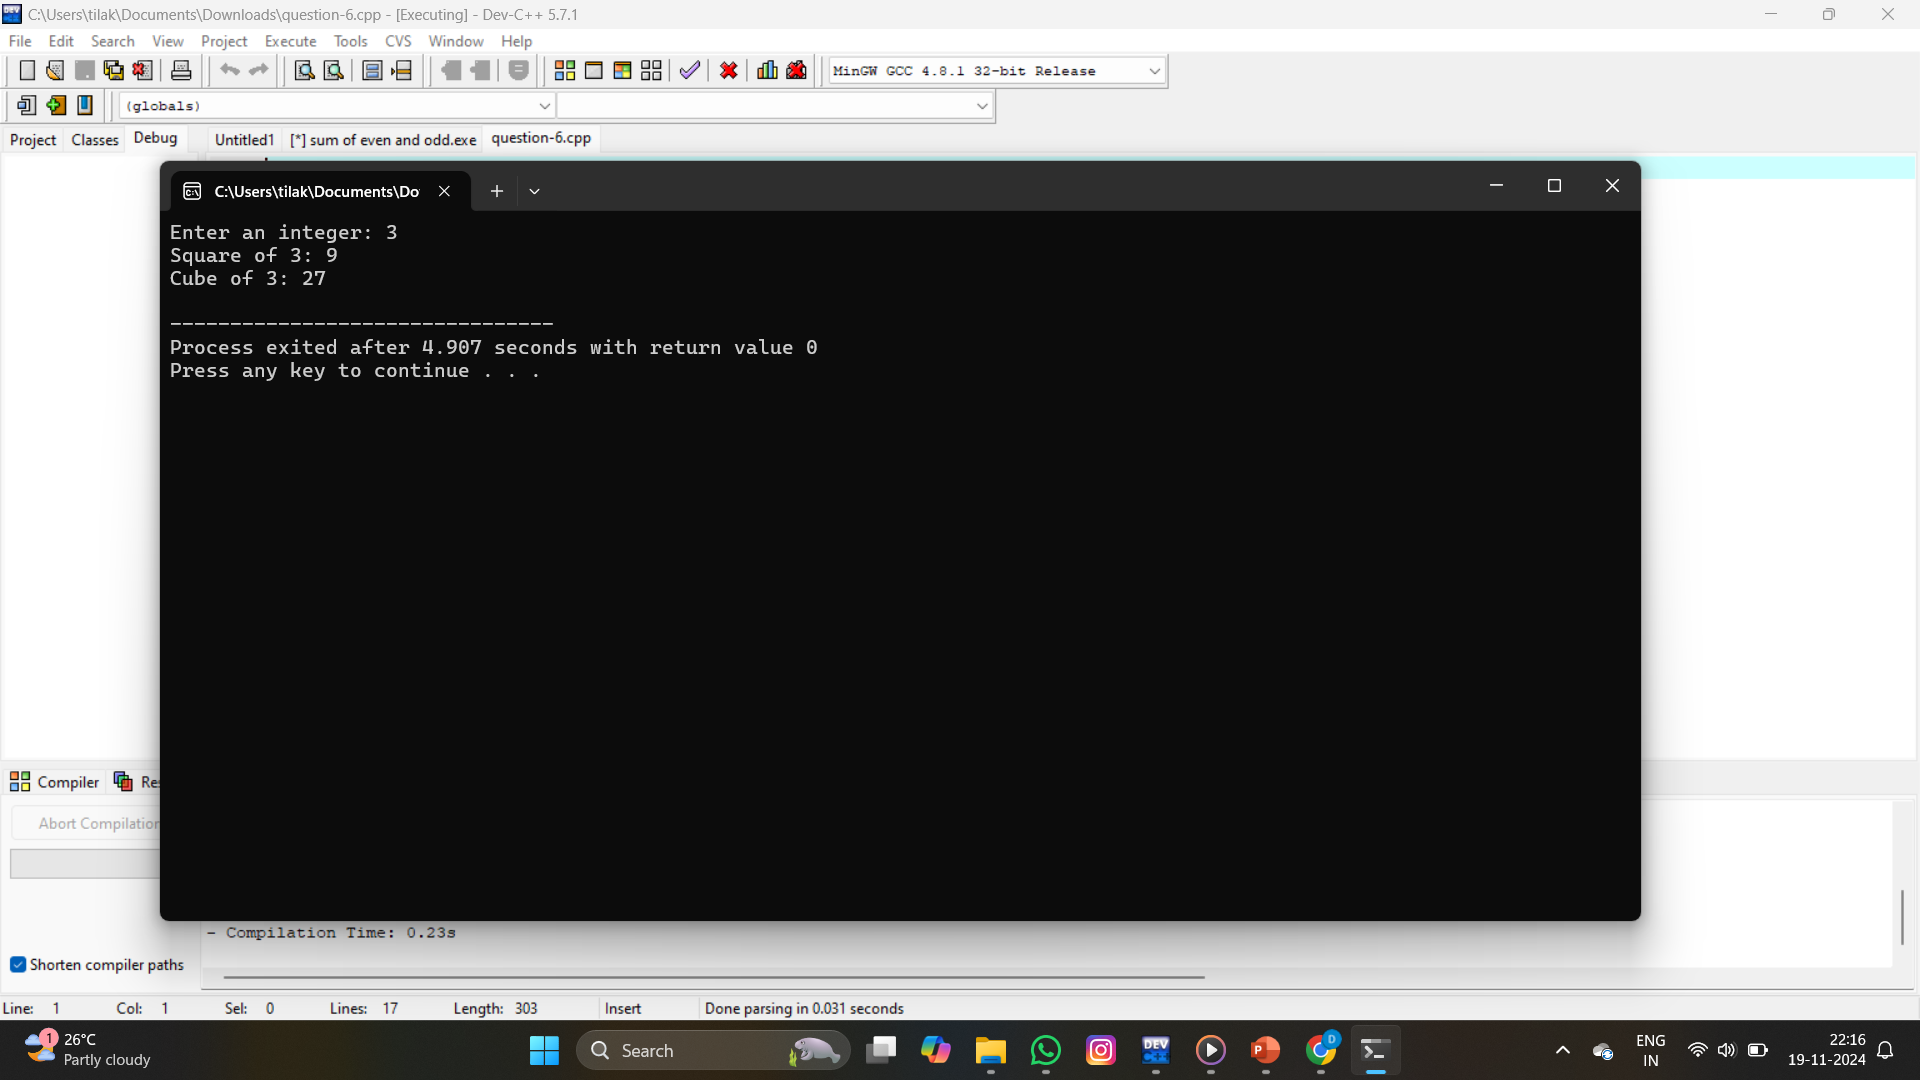 C:\Users\tilak\Documents\Downloads\question-6.cpp - [Executing] - Dev-C++ 5.7.1
File Edit Search View Project Execute Tools CVS Window Help
MinGW GCC 4.8.1 32-bit Release
(globals)
Project Classes Debug Untitled1 [*] sum of even and odd.exe question-6.cpp
C:\Users\tilak\Documents\Do
Enter an integer: 3
Square of 3: 9
Cube of 3: 27
--------------------------------
Process exited after 4.907 seconds with return value 0
Press any key to continue . . .
Compiler Res
Abort Compilation
- Compilation Time: 0.23s
Shorten compiler paths
Line: 1 Col: 1 Sel: 0 Lines: 17 Length: 303 Insert Done parsing in 0.031 seconds
1
26°C
Partly cloudy
Search
DEV
P
D
ENG
IN
22:16
19-11-2024